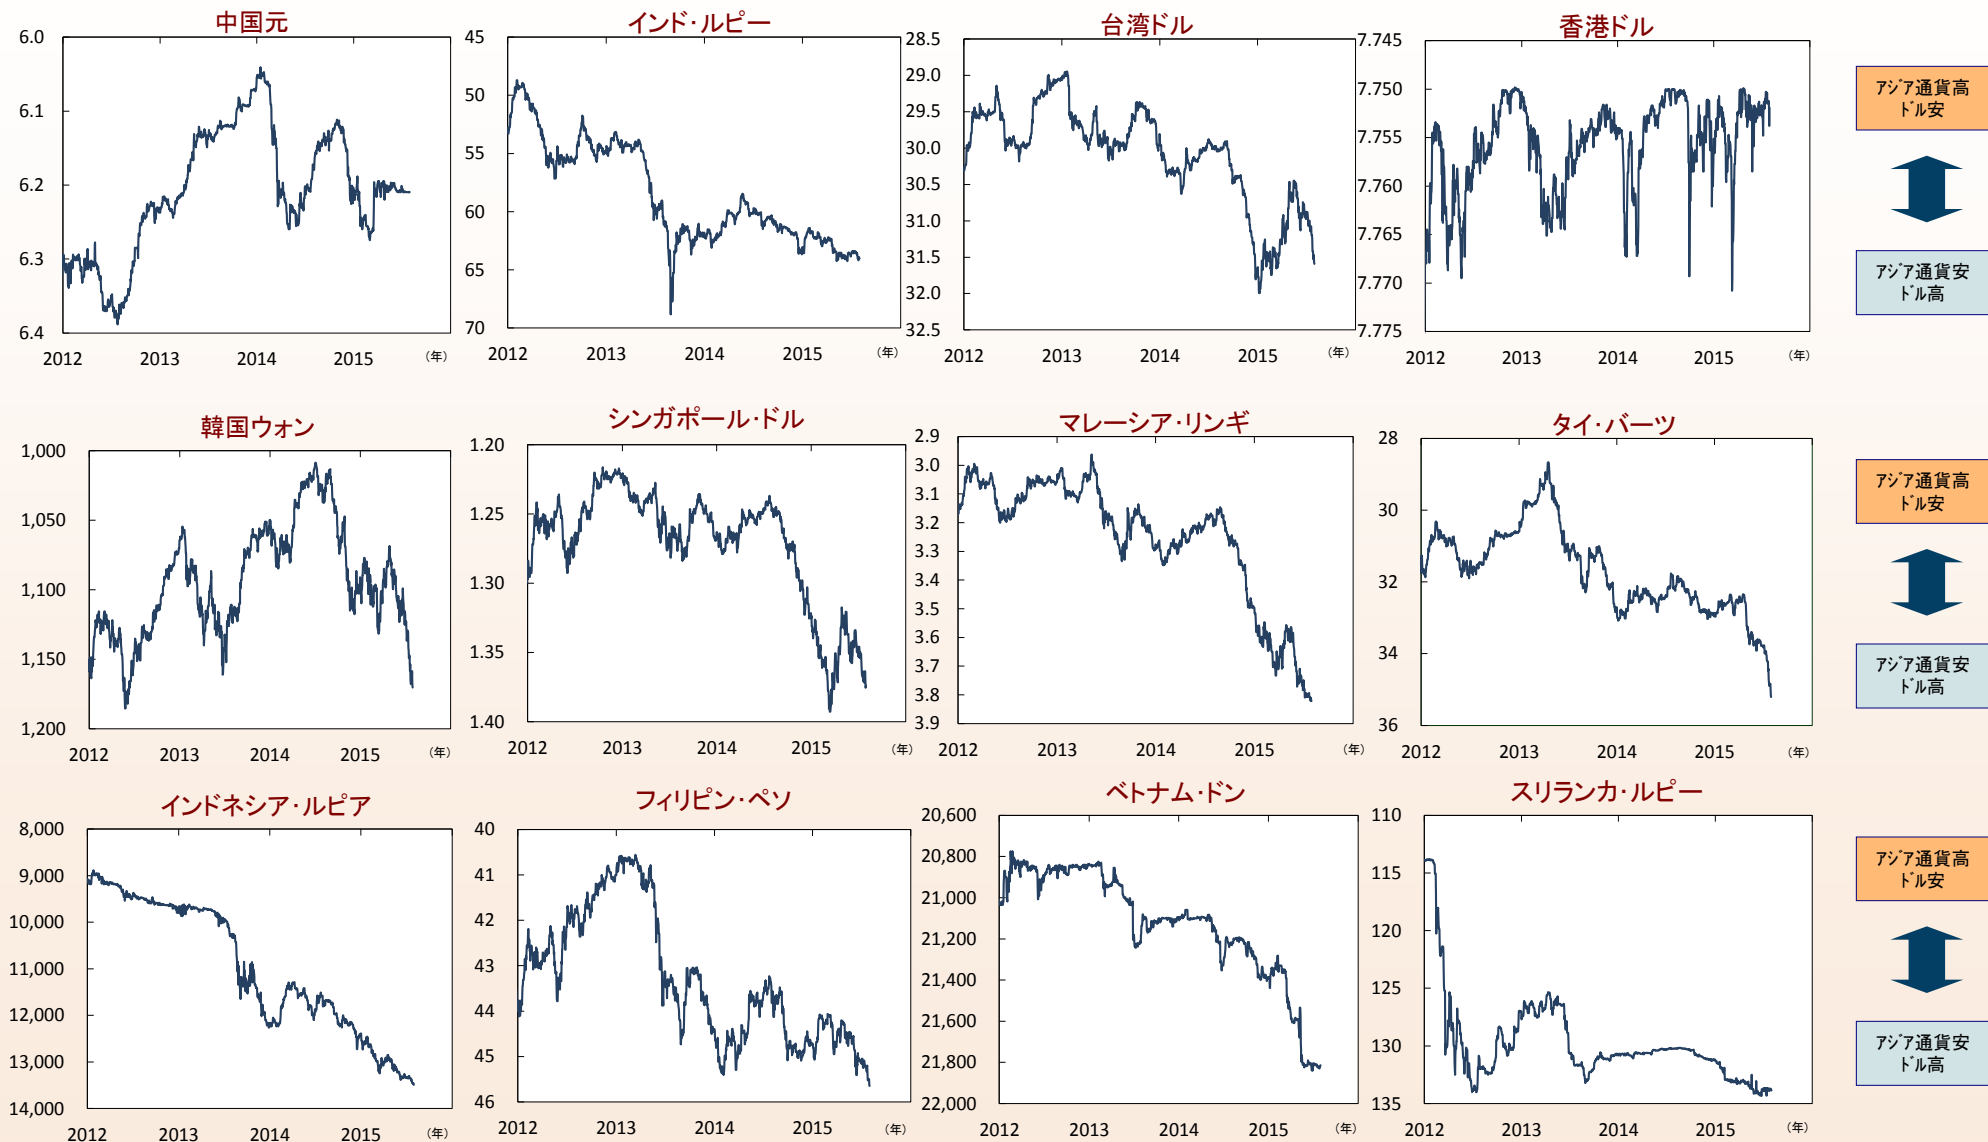 中国元
6.0
6.1
6.2
6.3
6.4
2012 2013 2014 2015 (年)
インド・ルピー
45
50
55
60
65
70
2012 2013 2014 2015 (年)
台湾ドル
28.5
29.0
29.5
30.0
30.5
31.0
31.5
32.0
32.5
2012 2013 2014 2015 (年)
香港ドル
7.745
7.750
7.755
7.760
7.765
7.770
7.775
2012 2013 2014 2015 (年)
アジア通貨高
ドル安
アジア通貨安
ドル高
韓国ウォン
1,000
1,050
1,100
1,150
1,200
2012 2013 2014 2015 (年)
シンガポール・ドル
1.20
1.25
1.30
1.35
1.40
2012 2013 2014 2015 (年)
マレーシア・リンギ
2.9
3.0
3.1
3.2
3.3
3.4
3.5
3.6
3.7
3.8
3.9
2012 2013 2014 2015 (年)
タイ・バーツ
28
30
32
34
36
2012 2013 2014 2015 (年)
アジア通貨高
ドル安
アジア通貨安
ドル高
インドネシア・ルピア
8,000
9,000
10,000
11,000
12,000
13,000
14,000
2012 2013 2014 2015 (年)
フィリピン・ペソ
40
41
42
43
44
45
46
2012 2013 2014 2015 (年)
ベトナム・ドン
20,600
20,800
21,000
21,200
21,400
21,600
21,800
22,000
2012 2013 2014 2015 (年)
スリランカ・ルピー
110
115
120
125
130
135
2012 2013 2014 2015 (年)
アジア通貨高
ドル安
アジア通貨安
ドル高